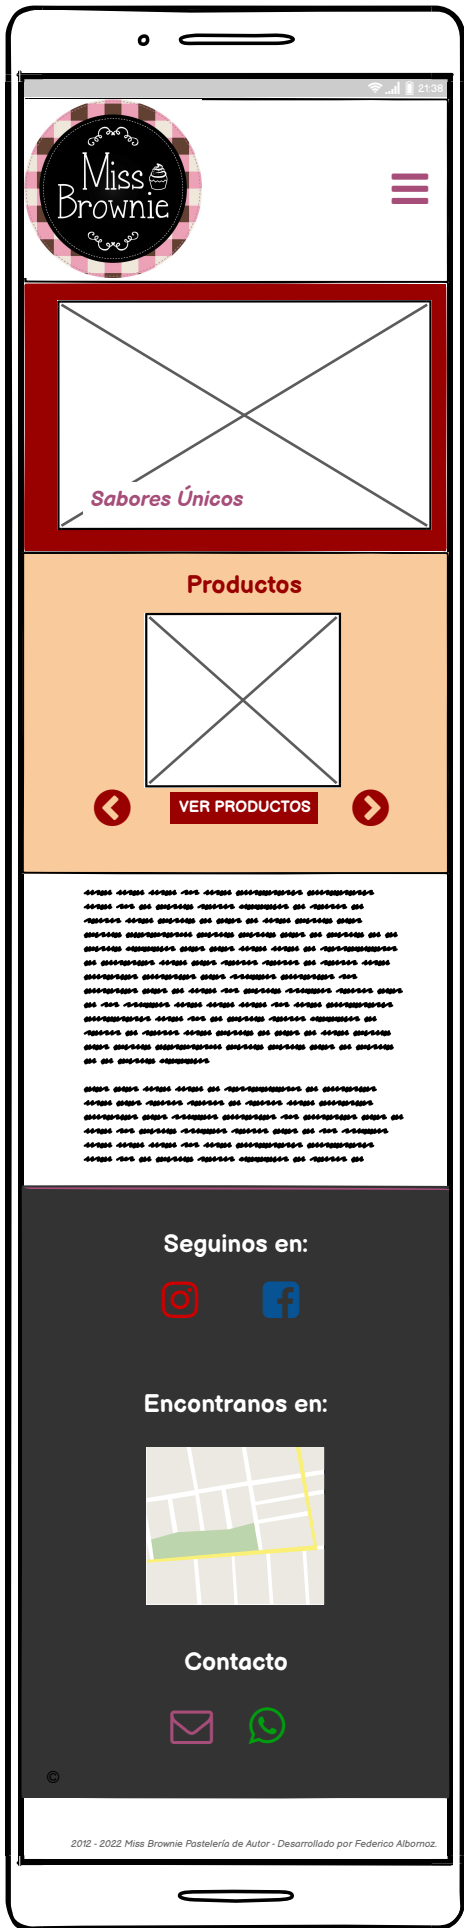 21:38
Miss
Brownie
Sabores Únicos
Productos
VER PRODUCTOS
Seguinos en:
Encontranos en:
Contacto
©
2012 - 2022 Miss Brownie Pastelería de Autor - Desarrollado por Federico Albornoz.